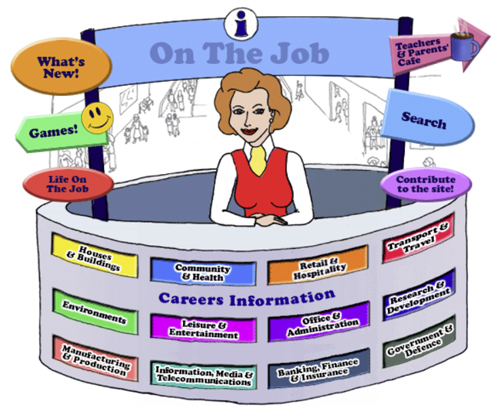 i
On The Job
What's
New!
Teachers
& Parents'
Cafe
Games!
Search
Life On
The Job
Contribute
to the site!
Houses
& Buildings
Community
& Health
Retail &
Hospitality
Transport &
Travel
Careers Information
Environments
Leisure &
Entertainment
Office &
Administration
Research &
Development
Manufacturing
& Production
Information, Media &
Telecommunications
Banking, Finance
& Insurance
Government &
Defence